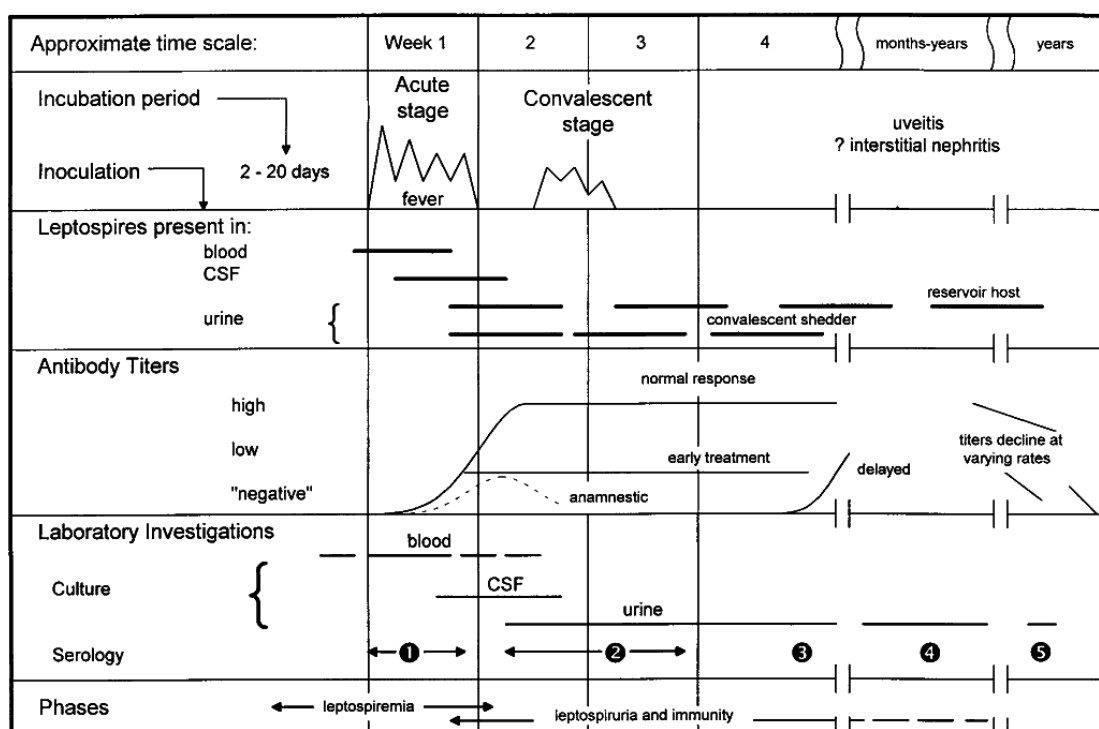 Approximate time scale: Week 1 2 3 4 months-years years
Incubation period
Acute stage
Convalescent stage
uveitis
? interstitial nephritis
Inoculation
2 - 20 days
fever
Leptospires present in:
blood
CSF
reservoir host
urine {
convalescent shedder
Antibody Titers
normal response
high
low
early treatment
delayed
titers decline at
varying rates
"negative"
anamnestic
Laboratory Investigations
blood
Culture {
CSF
urine
Serology ❶ ❷ ❸ ❹ ❺
Phases
leptospiremia
leptospiruria and immunity